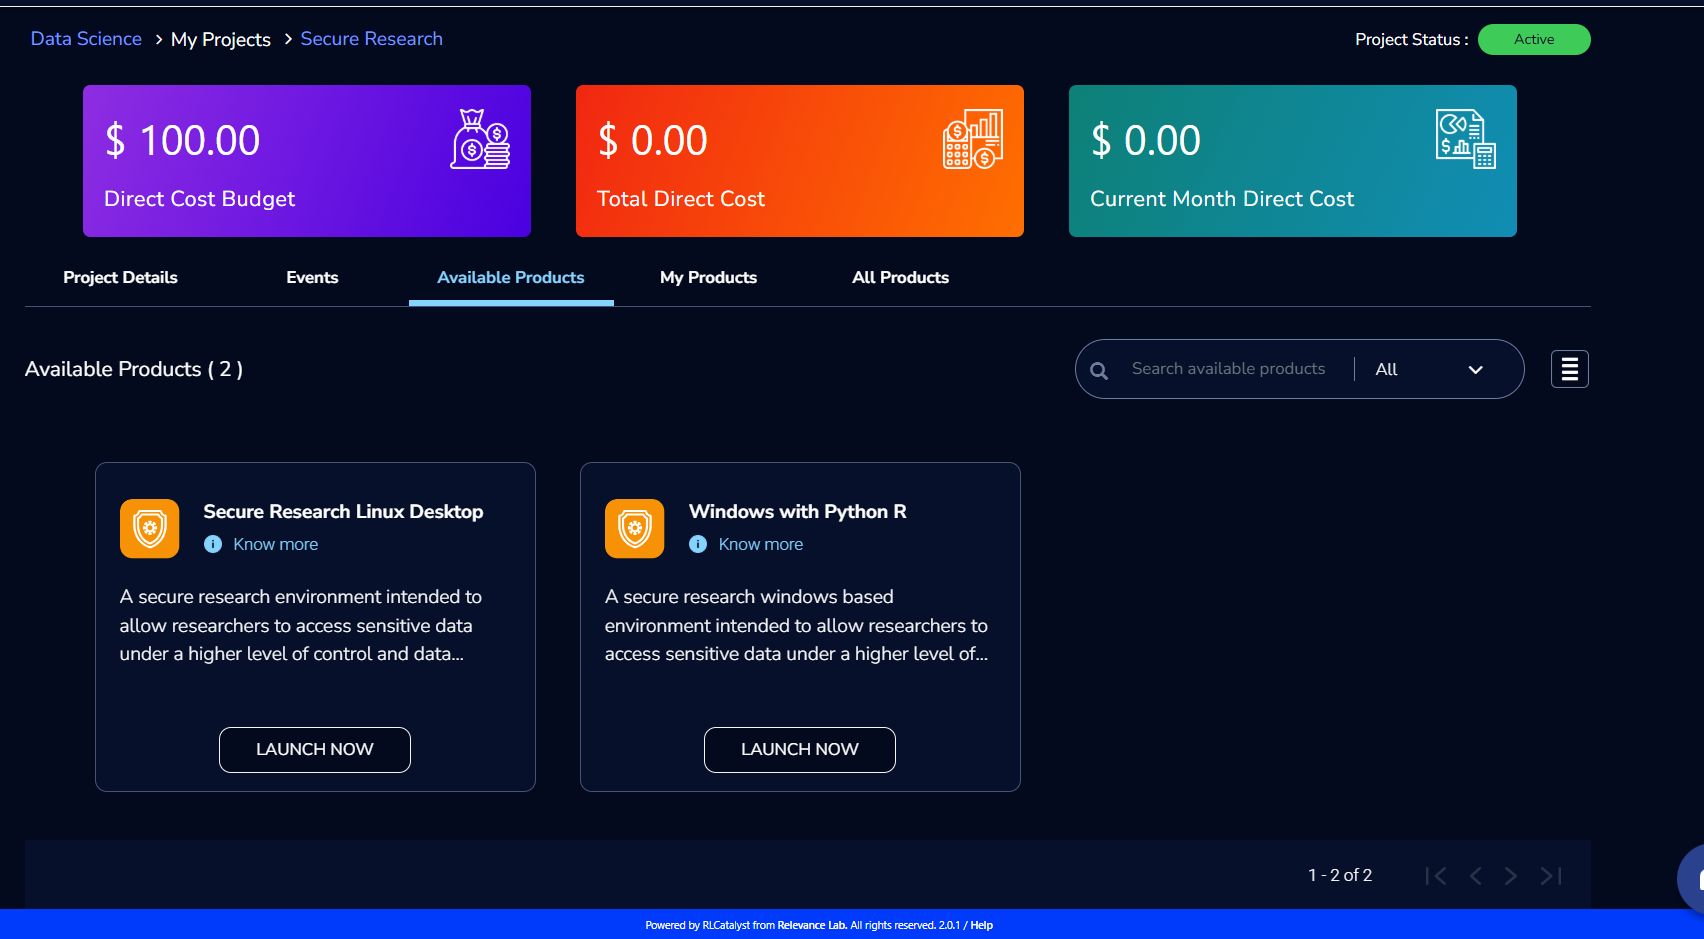 Data Science > My Projects > Secure Research
Project Status : Active
$ 100.00
Direct Cost Budget
$ 0.00
Total Direct Cost
$ 0.00
Current Month Direct Cost
Project Details Events Available Products My Products All Products
Available Products ( 2 )
Search available products All
Secure Research Linux Desktop
Know more
A secure research environment intended to
allow researchers to access sensitive data
under a higher level of control and data...
LAUNCH NOW
Windows with Python R
Know more
A secure research windows based
environment intended to allow researchers to
access sensitive data under a higher level of...
LAUNCH NOW
1 - 2 of 2
Powered by RLCatalyst from Relevance Lab. All rights reserved. 2.0.1 / Help